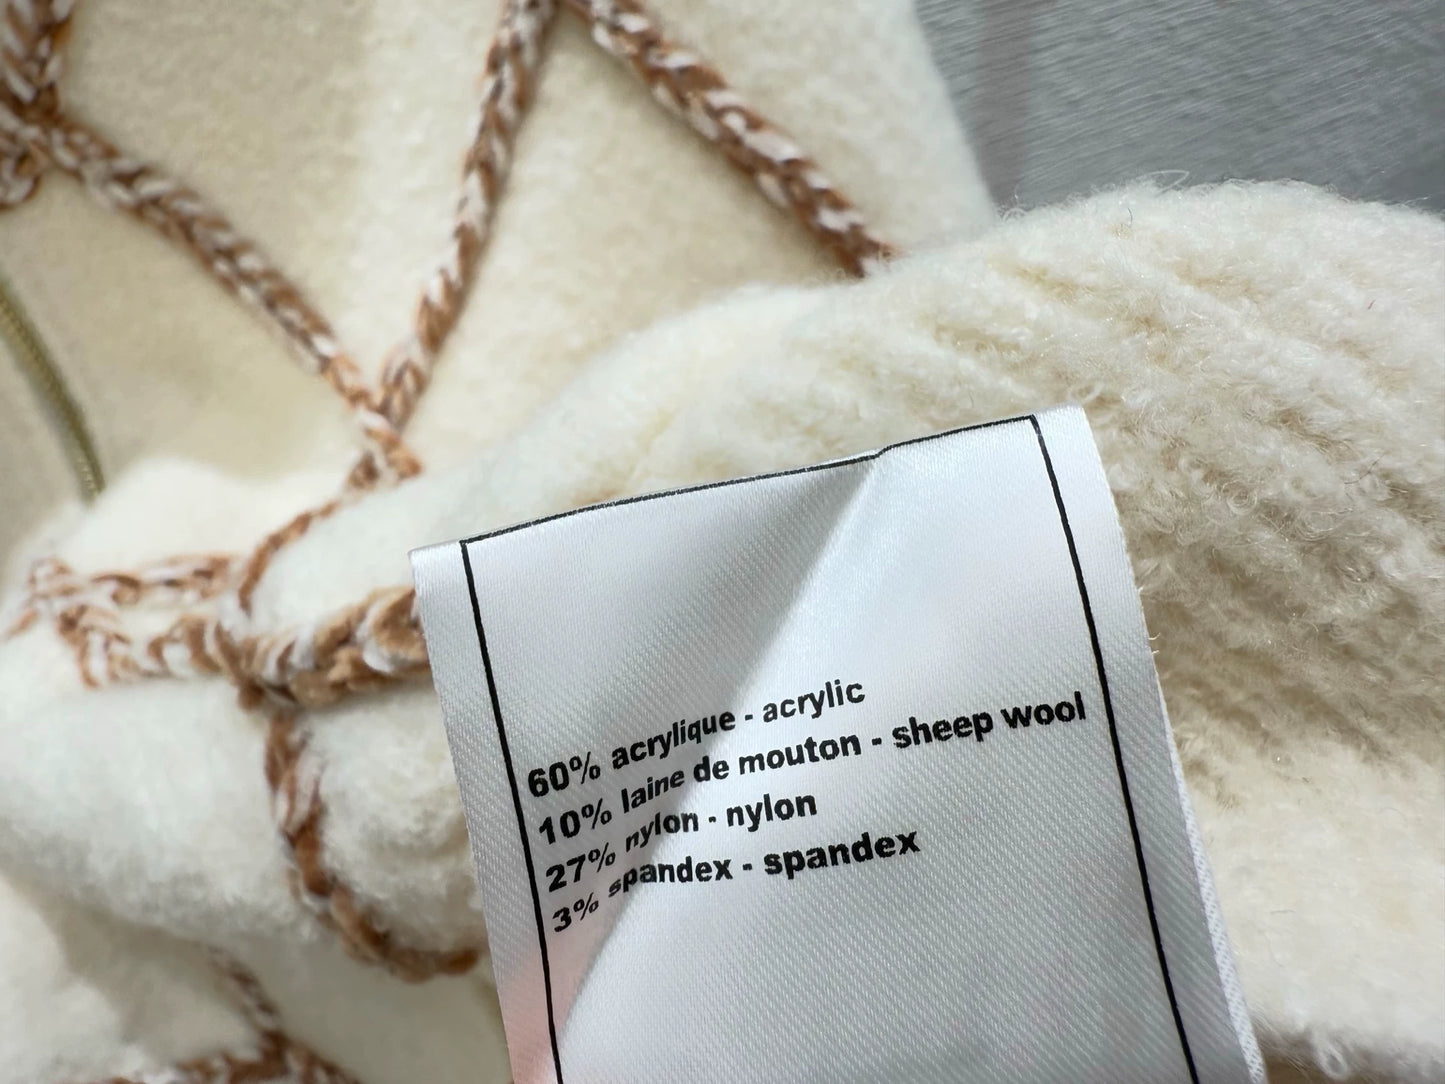 60% acrylique - acrylic
10% laine de mouton - sheep wool
27% nylon - nylon
3% spandex - spandex